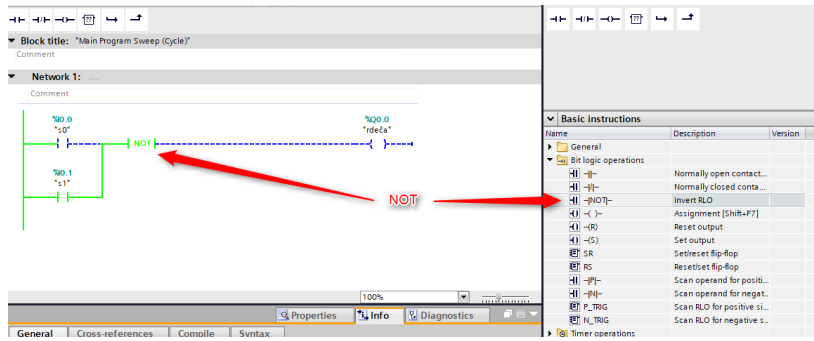 ??
??
Block title: "Main Program Sweep (Cycle)"
Comment
Network 1: .....
Comment
%I0.0
"s0"
NOT
%Q0.0
"rdeča"
%I0.1
"s1"
NOT
100%
Properties Info Diagnostics
General Cross-references Compile Syntax
Basic instructions
Name Description Version
General
Bit logic operations
-||- Normally open contact...
-|/|- Normally closed conta...
-|NOT|- Invert RLO
-( )- Assignment [Shift+F7]
-(R) Reset output
-(S) Set output
SR Set/reset flip-flop
RS Reset/set flip-flop
-|P|- Scan operand for positi...
-|N|- Scan operand for negat..
P_TRIG Scan RLO for positive si...
N_TRIG Scan RLO for negative s...
Timer operations